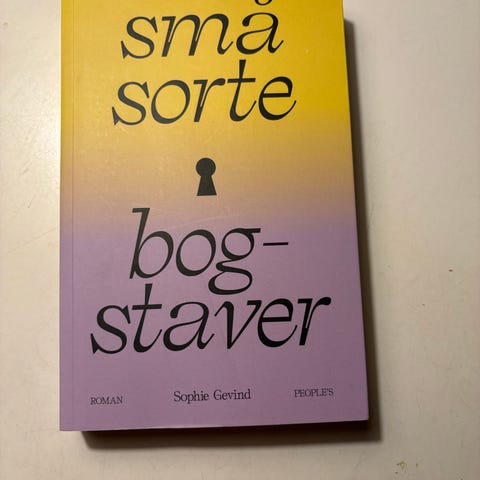 små
sorte
bog-
staver
ROMAN Sophie Gevind PEOPLE'S